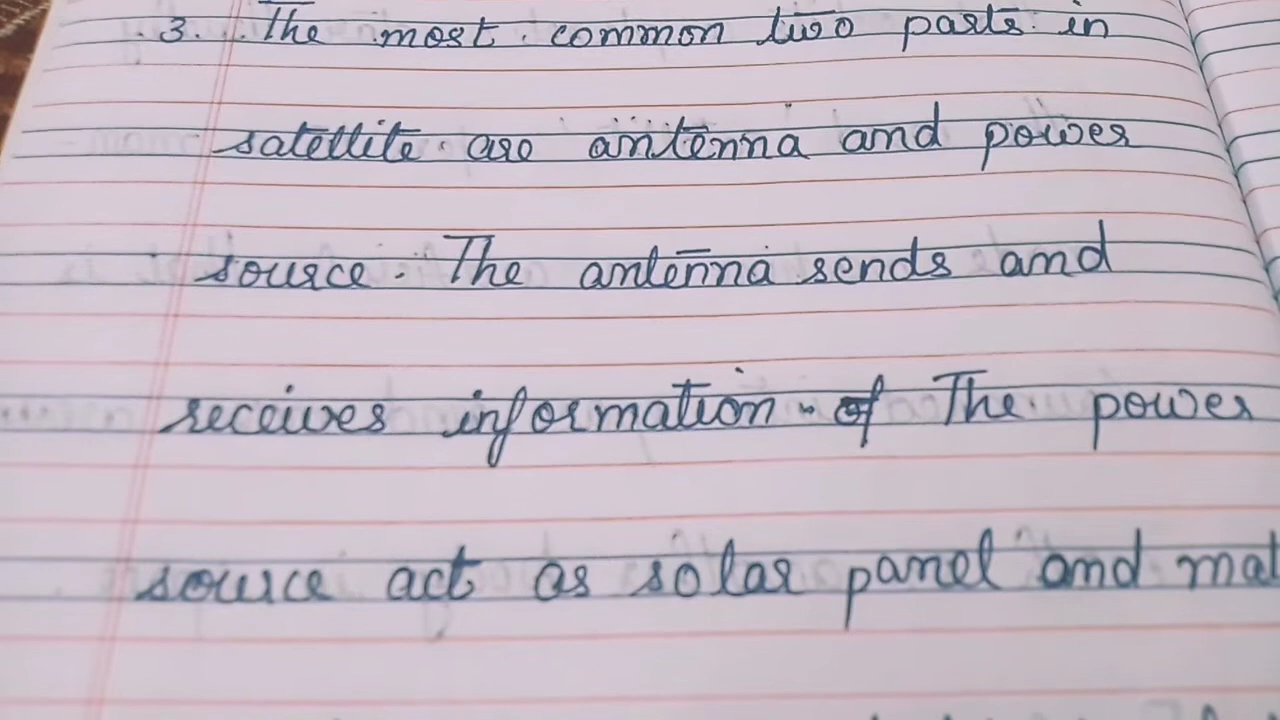 3. The most common two parts in
satellite are antenna and power
source. The antenna sends and
receives information of The power
source act as solar panel and